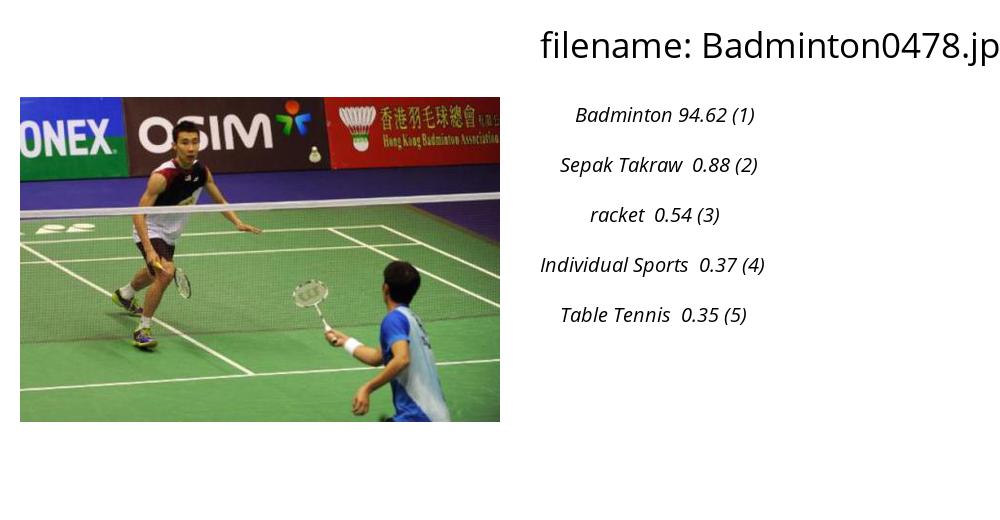 filename: Badminton0478.jp
Badminton 94.62 (1)
Sepak Takraw 0.88 (2)
racket 0.54 (3)
Individual Sports 0.37 (4)
Table Tennis 0.35 (5)
ONEX
OSIM
香港羽毛球總會
Hong Kong Badminton Association